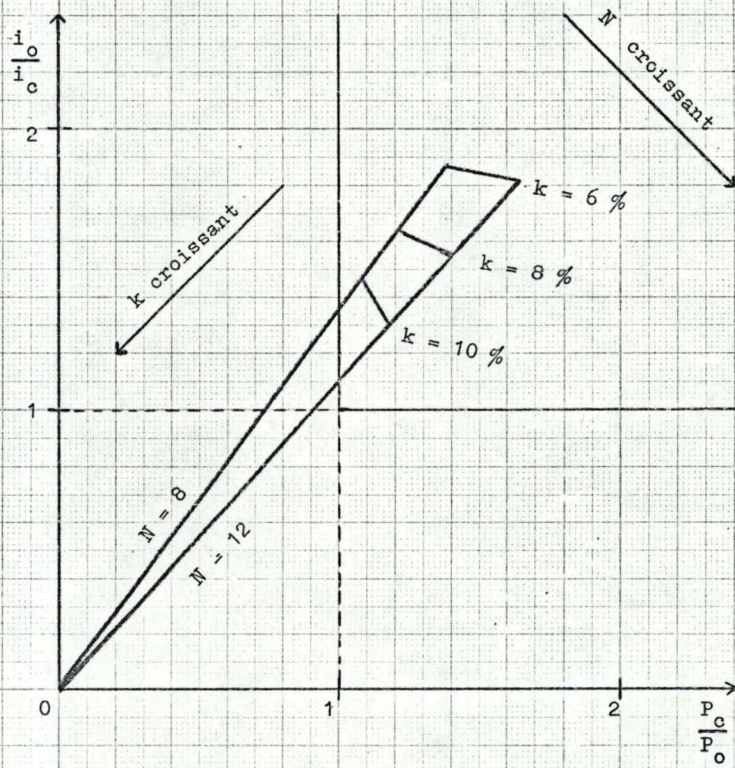 i_o
i_c
N croissant
2
k = 6 %
k croissant
k = 8 %
k = 10 %
1
N = 8
N = 12
0
1
2
P_c
P_o